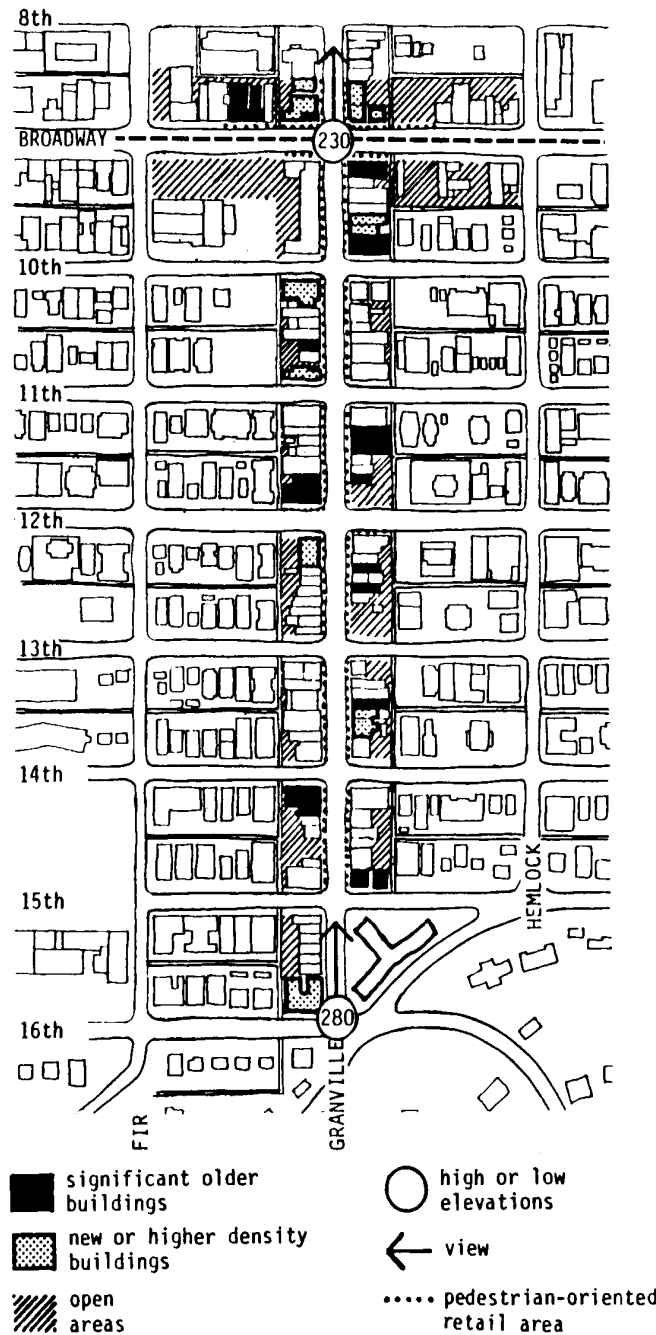 8th
BROADWAY
230
10th
11th
12th
13th
14th
HEMLOCK
15th
280
16th
GRANVILLE
FIR
significant older
buildings
new or higher density
buildings
open
areas
high or low
elevations
view
pedestrian-oriented
retail area